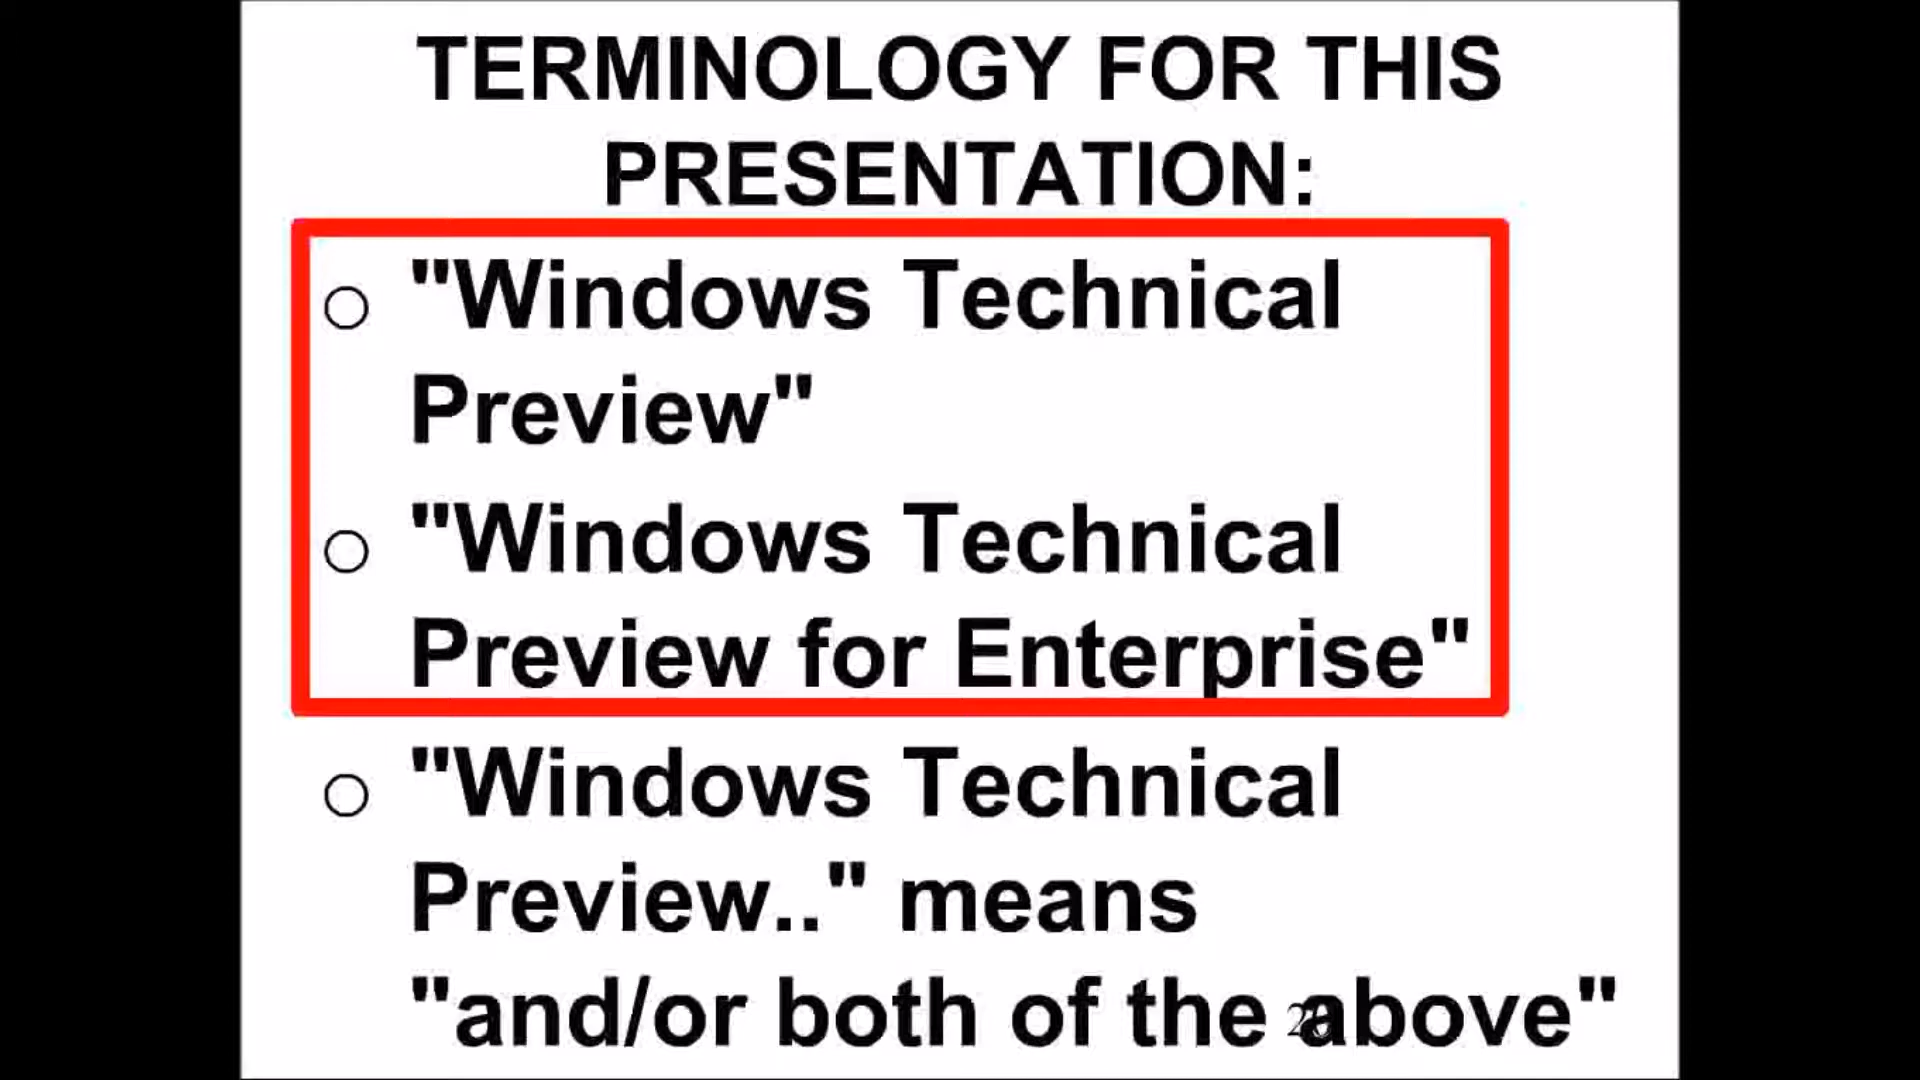 TERMINOLOGY FOR THIS
PRESENTATION:
"Windows Technical
Preview"
"Windows Technical
Preview for Enterprise"
"Windows Technical
Preview.." means
"and/or both of the above"